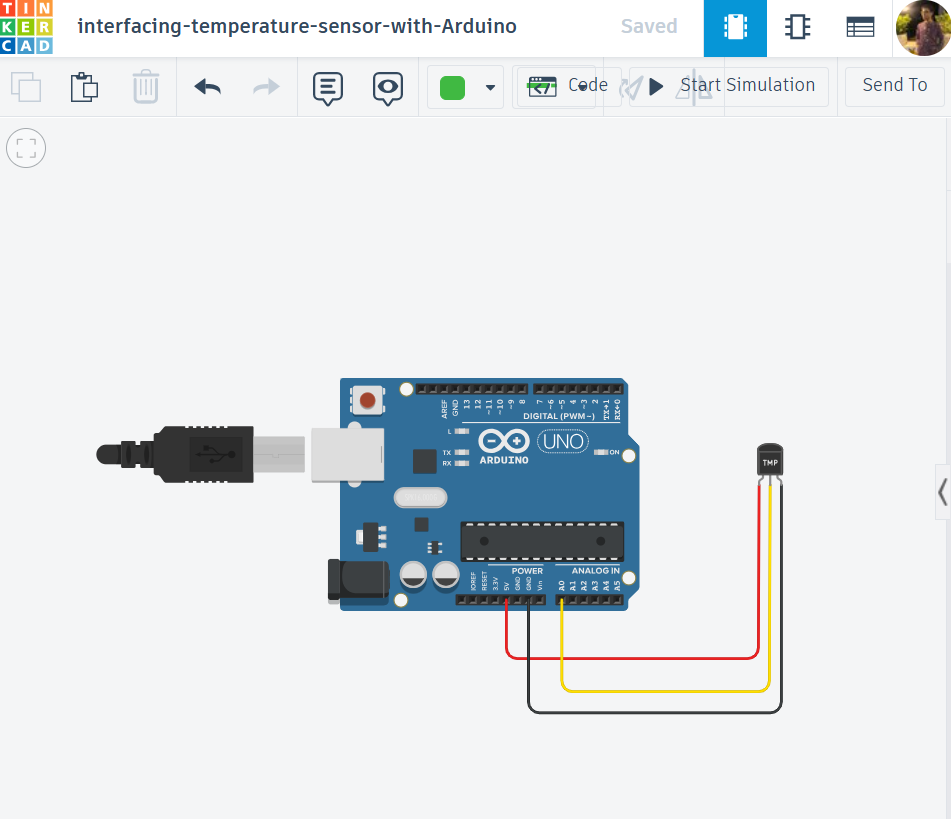 TIN
KER
CAD
interfacing-temperature-sensor-with-Arduino
Saved
Code
Start Simulation
Send To
AREF
GND
13
12
~11
~10
~9
8
7
~6
~5
4
~3
2
TX→1
RX←0
DIGITAL (PWM~)
L
TX
RX
ARDUINO
UNO
ON
TMP
POWER
ANALOG IN
IOREF
RESET
3.3V
5V
GND
GND
Vin
A0
A1
A2
A3
A4
A5